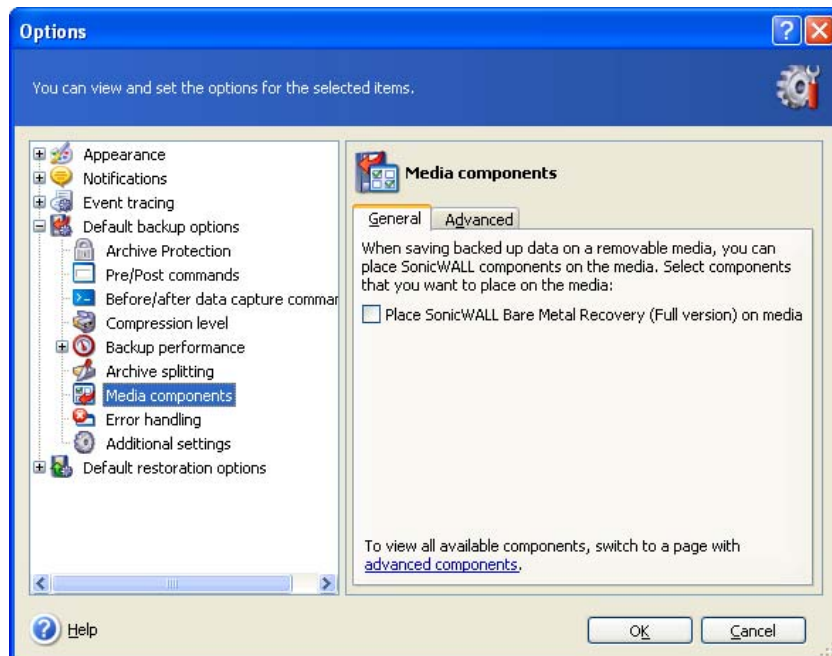 Options
You can view and set the options for the selected items.
Appearance
Notifications
Event tracing
Default backup options
Archive Protection
Pre/Post commands
Before/after data capture commar
Compression level
Backup performance
Archive splitting
Media components
Error handling
Additional settings
Default restoration options
Media components
General
Advanced
When saving backed up data on a removable media, you can
place SonicWALL components on the media. Select components
that you want to place on the media:
Place SonicWALL Bare Metal Recovery (Full version) on media
To view all available components, switch to a page with
advanced components.
Help
OK
Cancel